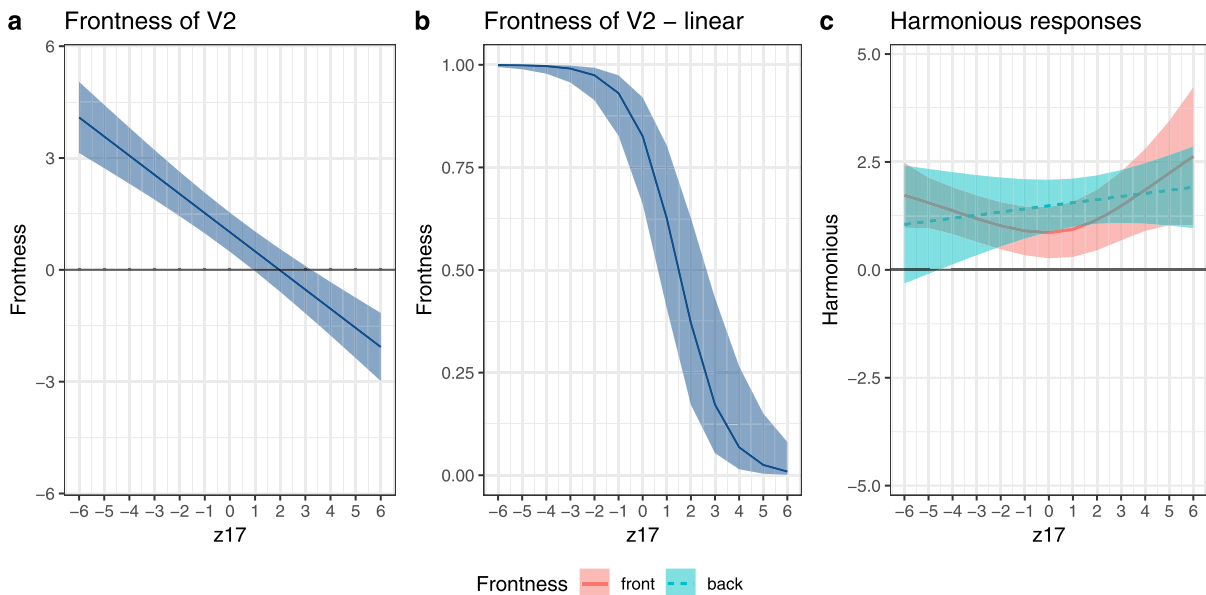 a Frontness of V2
6
3
0
−3
−6
Frontness
−6 −5 −4 −3 −2 −1 0 1 2 3 4 5 6
z17
b Frontness of V2 − linear
1.00
0.75
0.50
0.25
0.00
Frontness
−6 −5 −4 −3 −2 −1 0 1 2 3 4 5 6
z17
c Harmonious responses
5.0
2.5
0.0
−2.5
−5.0
Harmonious
−6 −5 −4 −3 −2 −1 0 1 2 3 4 5 6
z17
Frontness front back